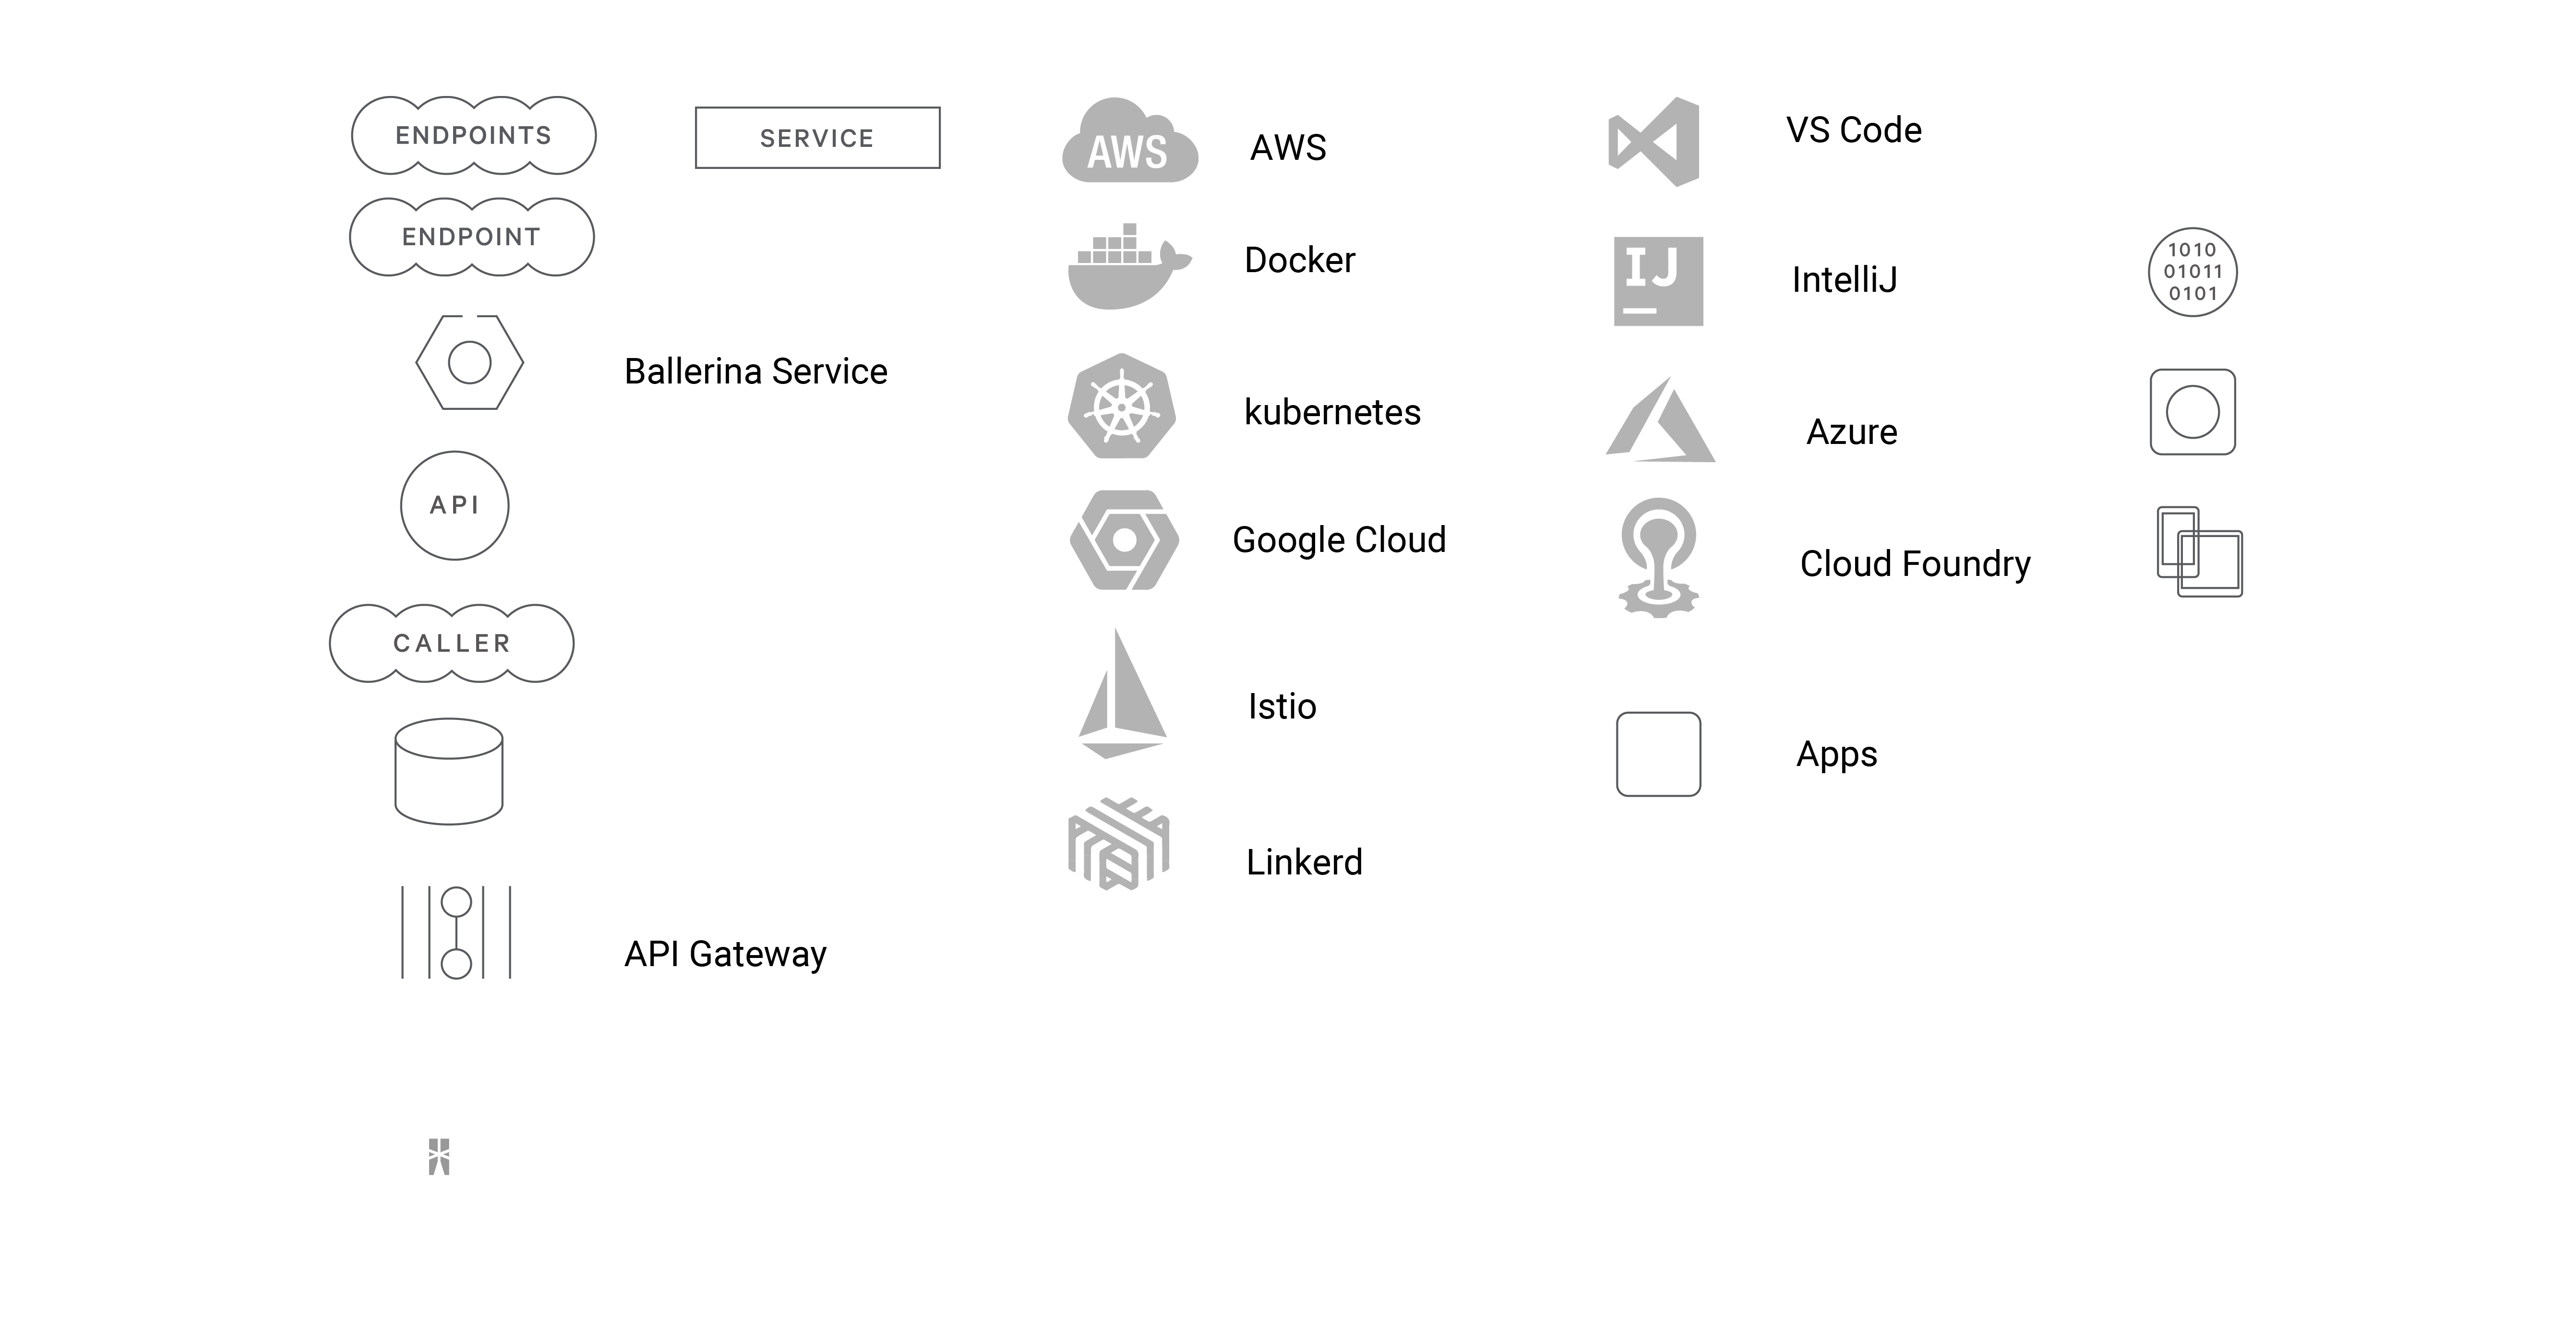 ENDPOINTS
SERVICE
ENDPOINT
Ballerina Service
API
CALLER
API Gateway
AWS
AWS
Docker
kubernetes
Google Cloud
Istio
Linkerd
VS Code
IJ
IntelliJ
Azure
Cloud Foundry
Apps
1010
01011
0101